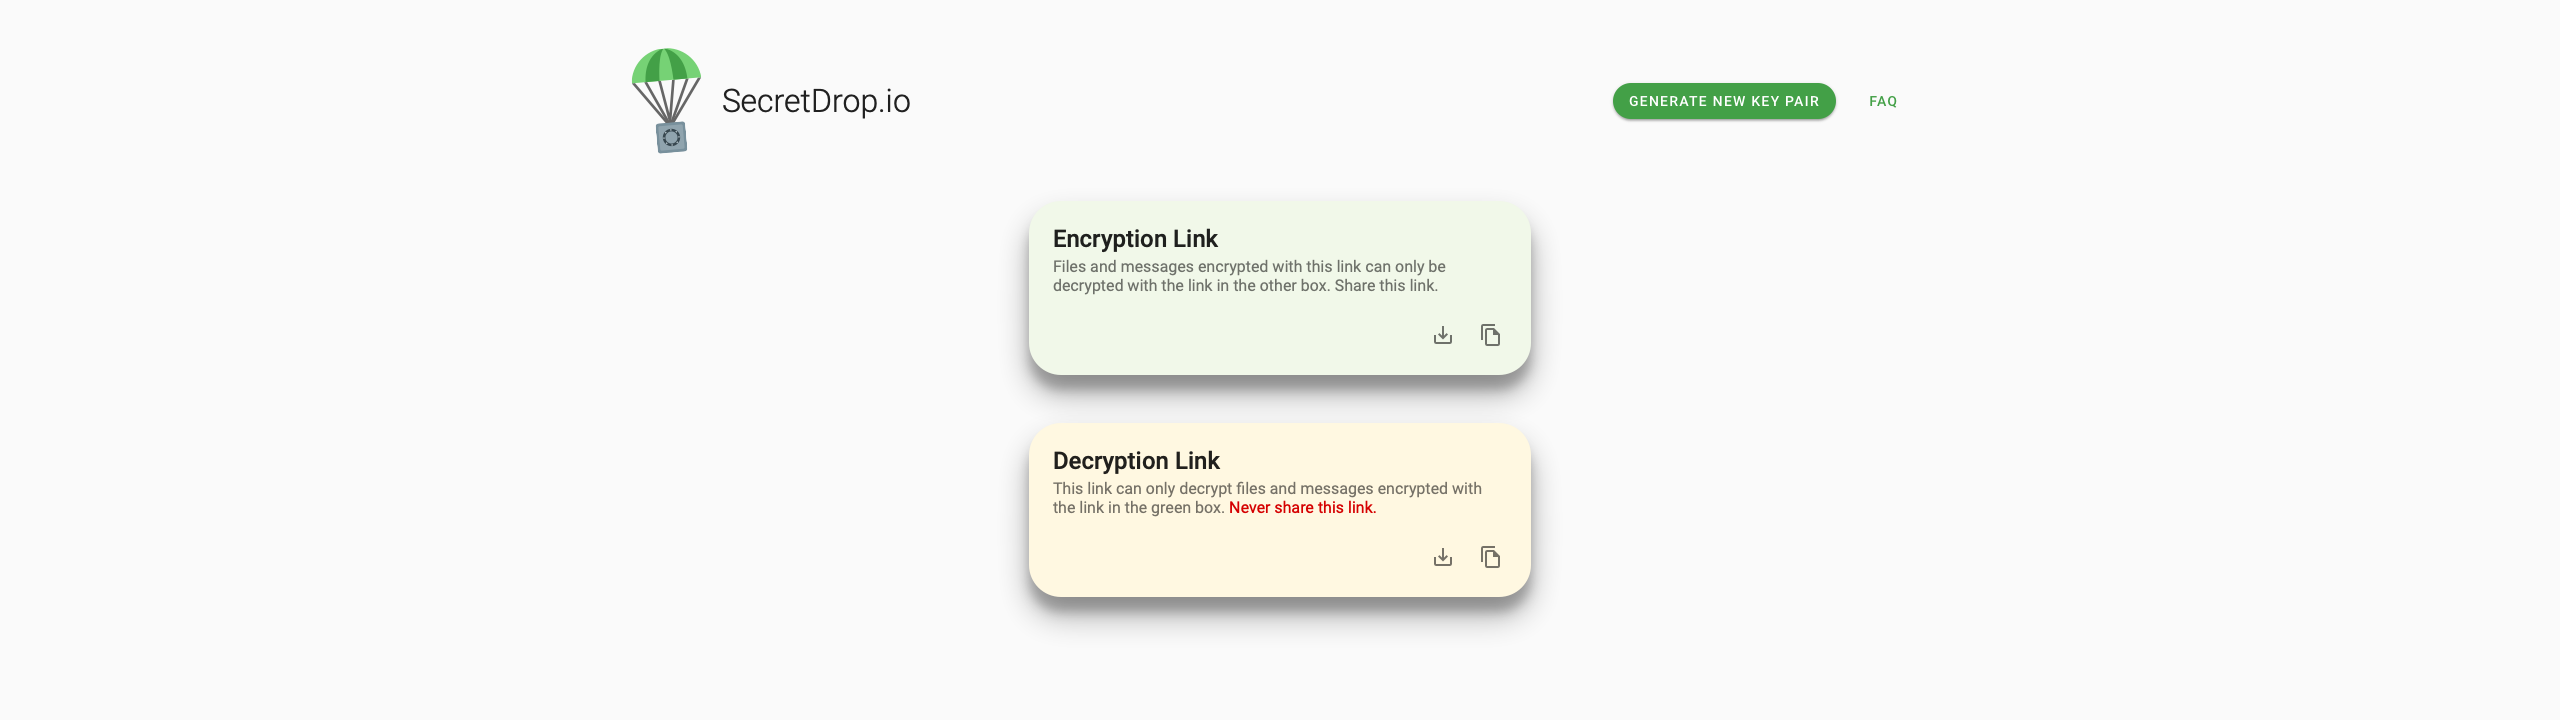 SecretDrop.io
GENERATE NEW KEY PAIR
FAQ
Encryption Link
Files and messages encrypted with this link can only be
decrypted with the link in the other box. Share this link.
Decryption Link
This link can only decrypt files and messages encrypted with
the link in the green box. Never share this link.